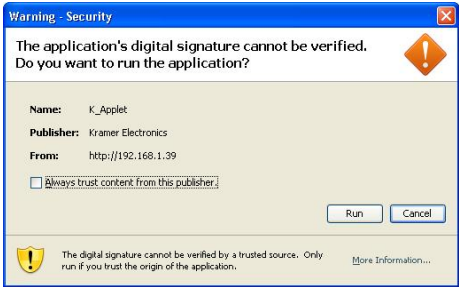 Warning - Security
The application's digital signature cannot be verified.
Do you want to run the application?
Name: K_Applet
Publisher: Kramer Electronics
From: http://192.168.1.39
Always trust content from this publisher.
Run Cancel
The digital signature cannot be verified by a trusted source. Only
run if you trust the origin of the application.
More Information...